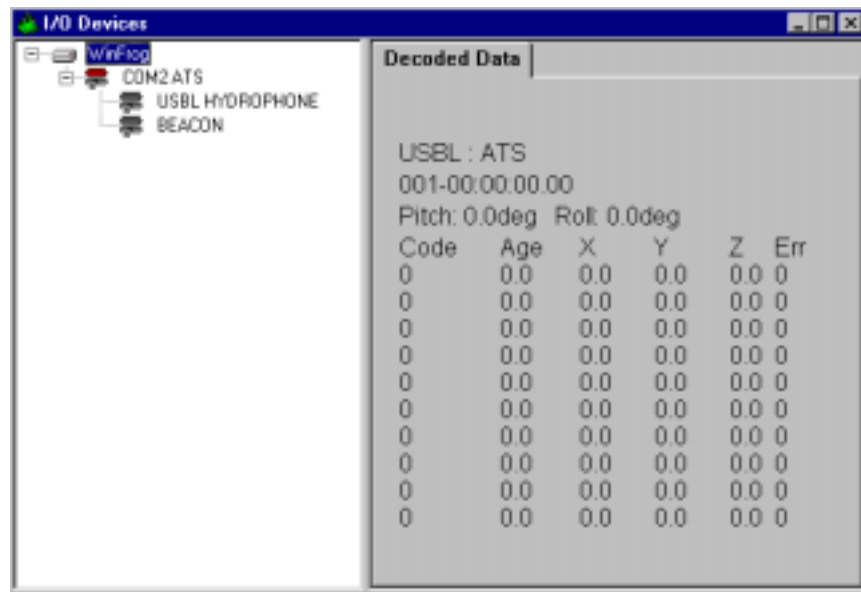 I/O Devices
WinFrog
COM2 ATS
USBL HYDROPHONE
BEACON
Decoded Data
USBL : ATS
001-00:00:00.00
Pitch: 0.0deg Roll: 0.0deg
Code Age X Y Z Err
0 0.0 0.0 0.0 0.0 0
0 0.0 0.0 0.0 0.0 0
0 0.0 0.0 0.0 0.0 0
0 0.0 0.0 0.0 0.0 0
0 0.0 0.0 0.0 0.0 0
0 0.0 0.0 0.0 0.0 0
0 0.0 0.0 0.0 0.0 0
0 0.0 0.0 0.0 0.0 0
0 0.0 0.0 0.0 0.0 0
0 0.0 0.0 0.0 0.0 0